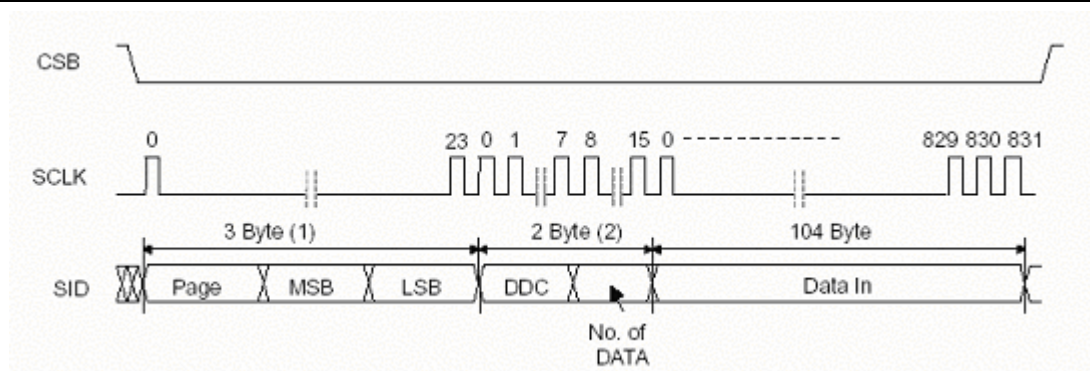 CSB
0 23 0 1 7 8 15 0 829 830 831
SCLK
3 Byte (1) 2 Byte (2) 104 Byte
SID Page MSB LSB DDC Data In
No. of
DATA